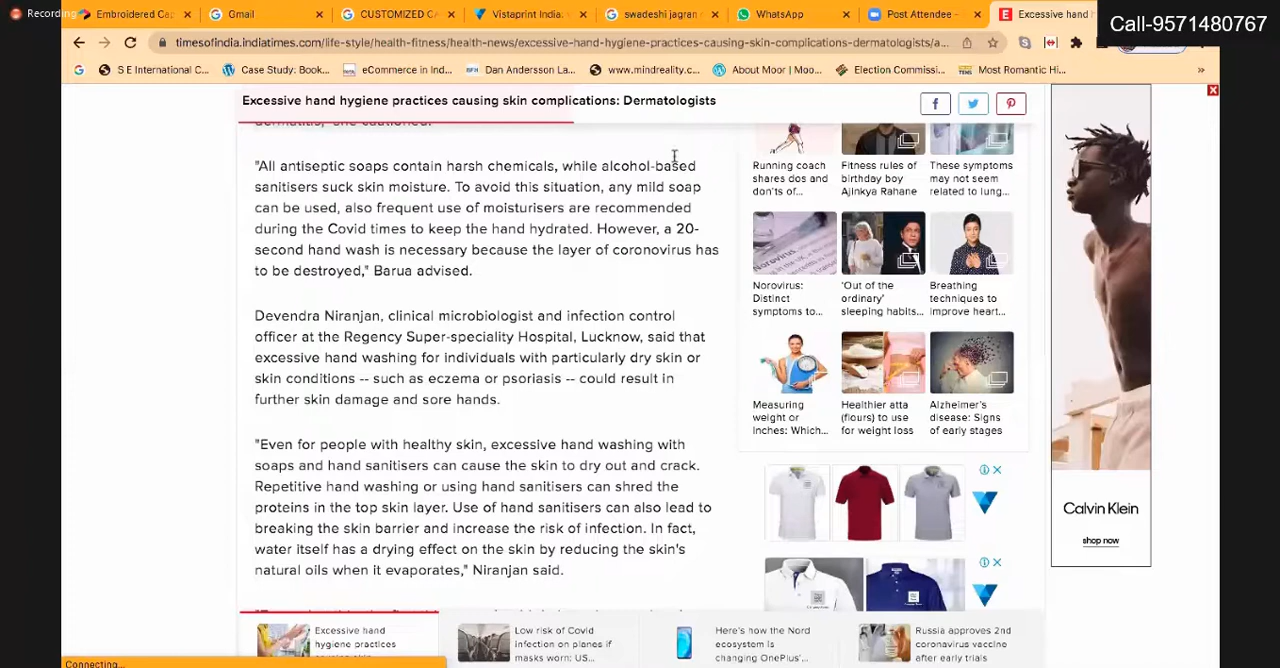 Recording
Embroidered Ca
Gmail
CUSTOMIZED CA
Vistaprint India:
swadeshi jagran
WhatsApp
Post Attendee -
Excessive hand
Call-9571480767
timesofindia.indiatimes.com/life-style/health-fitness/health-news/excessive-hand-hygiene-practices-causing-skin-complications-dermatologists/a...
S E International C...
Case Study: Book...
eCommerce in Ind...
Dan Andersson La...
www.mindreality.c...
About Moor | Moo...
Election Commissi...
Most Romantic Hi...
»
Excessive hand hygiene practices causing skin complications: Dermatologists
dermatitis," she cautioned.
"All antiseptic soaps contain harsh chemicals, while alcohol-based
sanitisers suck skin moisture. To avoid this situation, any mild soap
can be used, also frequent use of moisturisers are recommended
during the Covid times to keep the hand hydrated. However, a 20-
second hand wash is necessary because the layer of coronovirus has
to be destroyed," Barua advised.
Devendra Niranjan, clinical microbiologist and infection control
officer at the Regency Super-speciality Hospital, Lucknow, said that
excessive hand washing for individuals with particularly dry skin or
skin conditions -- such as eczema or psoriasis -- could result in
further skin damage and sore hands.
"Even for people with healthy skin, excessive hand washing with
soaps and hand sanitisers can cause the skin to dry out and crack.
Repetitive hand washing or using hand sanitisers can shred the
proteins in the top skin layer. Use of hand sanitisers can also lead to
breaking the skin barrier and increase the risk of infection. In fact,
water itself has a drying effect on the skin by reducing the skin's
natural oils when it evaporates," Niranjan said.
Running coach
shares dos and
don'ts of...
Fitness rules of
birthday boy
Ajinkya Rahane
These symptoms
may not seem
related to lung...
Norovirus
Norovirus:
Distinct
symptoms to...
'Out of the
ordinary'
sleeping habits...
Breathing
techniques to
improve heart...
Measuring
weight or
Inches: Which...
Healthier atta
(flours) to use
for weight loss
Alzheimer's
disease: Signs
of early stages
Calvin Klein
shop now
Excessive hand
hygiene practices
Low risk of Covid
infection on planes if
masks worn: US...
Here's how the Nord
ecosystem is
changing OnePlus'...
Russia approves 2nd
coronavirus vaccine
after early trials
Connecting...